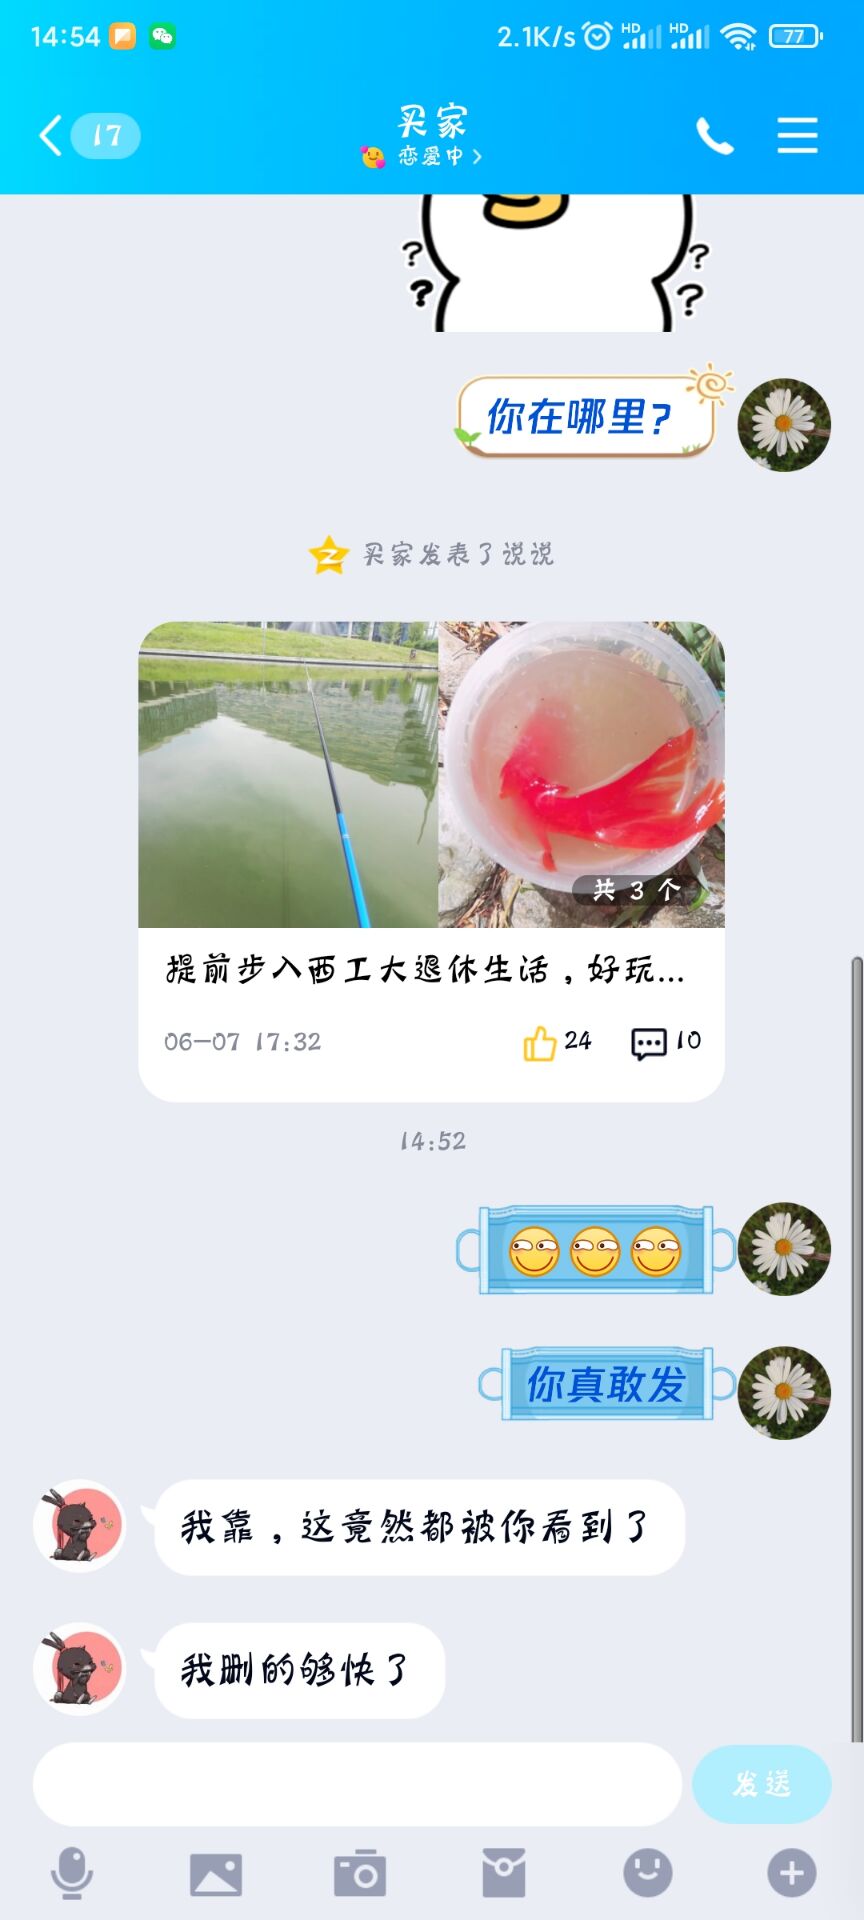 14:54
2.1K/s HD HD 77
17
买家
恋爱中
? ?
? ?
你在哪里?
买家发表了说说
共 3 个
提前步入西工大退休生活，好玩...
06-07 17:32 24 10
14:52
你真敢发
我靠，这竟然都被你看到了
我删的够快了
发送